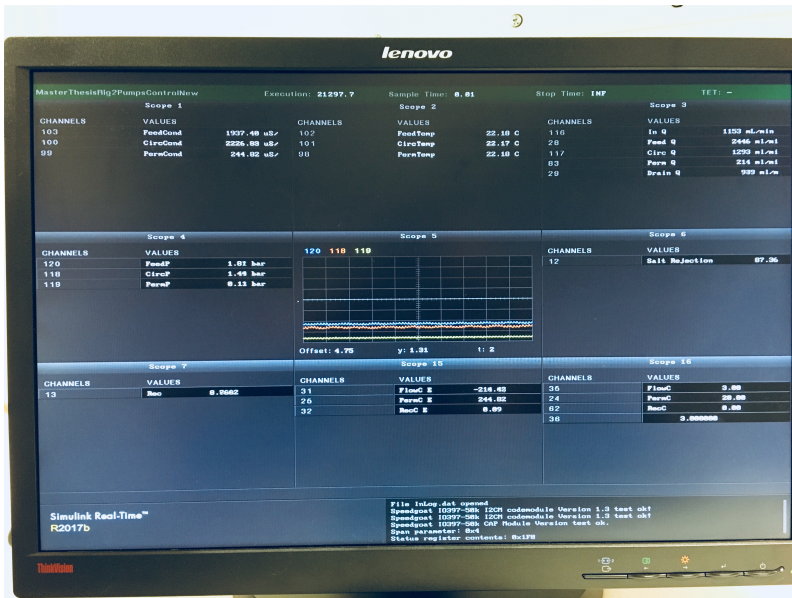 lenovo
MasterThesisRig2PumpsControlNew Execution: 21297.7 Sample Time: 0.01 Stop Time: INF TET: -
Scope 1
CHANNELS VALUES
103 FeedCond 1937.40 uS/
100 CircCond 2226.83 uS/
99 PermCond 244.82 uS/
Scope 2
CHANNELS VALUES
102 FeedTemp 22.18 C
101 CircTemp 22.17 C
98 PermTemp 22.18 C
Scope 3
CHANNELS VALUES
116 In Q 1153 mL/min
28 Feed Q 2446 ml/mi
117 Circ Q 1293 ml/mi
83 Perm Q 214 ml/mi
29 Drain Q 939 ml/m
Scope 4
CHANNELS VALUES
120 FeedP 1.81 bar
118 CircP 1.44 bar
119 PermP 0.13 bar
Scope 5
120 118 119
Offset: 4.75 y: 1.31 t: 2
Scope 6
CHANNELS VALUES
12 Salt Rejection 87.36
Scope 7
CHANNELS VALUES
13 Rec
Scope 15
CHANNELS VALUES
31 FlowC E -214.42
25 PermC E 244.82
32 RecC E 0.09
Scope 16
CHANNELS VALUES
35 FlowC 3.00
24 PermC 20.00
62 RecC 0.00
36 3.000000
Simulink Real-Time™
R2017b
File InLog.dat opened
Speedgoat IO397-50k I2CM codemodule Version 1.3 test ok!
Speedgoat IO397-50k I2CM codemodule Version 1.3 test ok!
Speedgoat IO397-50k CAP Module Version test ok.
Span parameter: 0x4
Status register contents: 0x1F0
ThinkVision